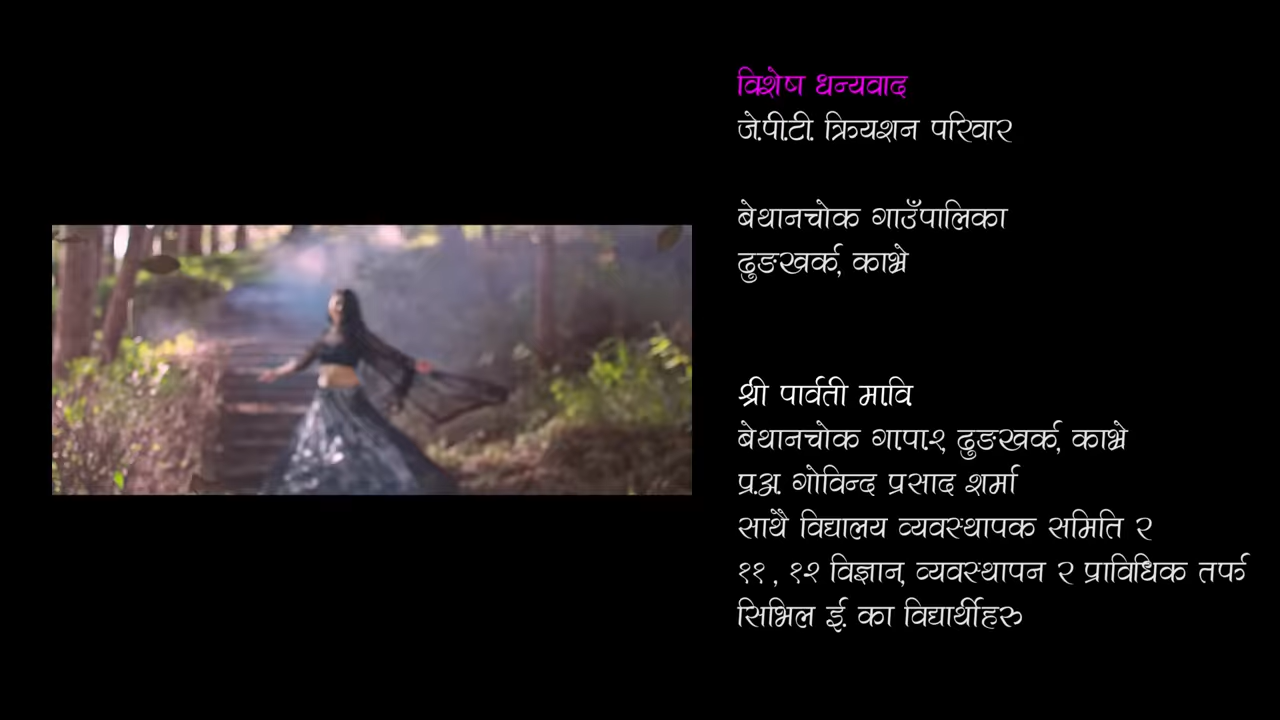 विशेष धन्यवाद
जे.पी.टी. क्रियशन परिवार
बेथानचोक गाउँपालिका
ढुङखर्क, काभ्रे
श्री पार्वती मा.वि
बेथानचोक गा.पा.२, ढुङखर्क, काभ्रे
प्र.अ. गोविन्द प्रसाद शर्मा
साथै विद्यालय व्यवस्थापक समिति र
११, १२ विज्ञान, व्यवस्थापन र प्राविधिक तर्फ
सिभिल ई. का विद्यार्थीहरु